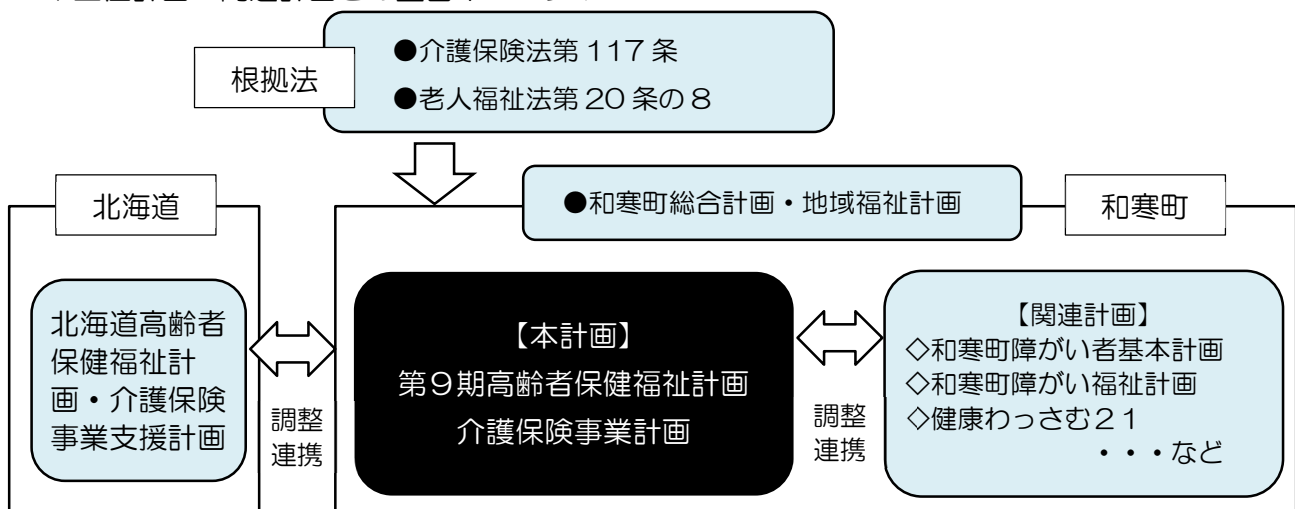 根拠法
●介護保険法第 117 条
●老人福祉法第 20 条の 8
北海道
●和寒町総合計画・地域福祉計画
和寒町
北海道高齢者
保健福祉計
画・介護保険
事業支援計画
調整
連携
【本計画】
第9期高齢者保健福祉計画
介護保険事業計画
調整
連携
【関連計画】
◇和寒町障がい者基本計画
◇和寒町障がい福祉計画
◇健康わっさむ21
・・・など